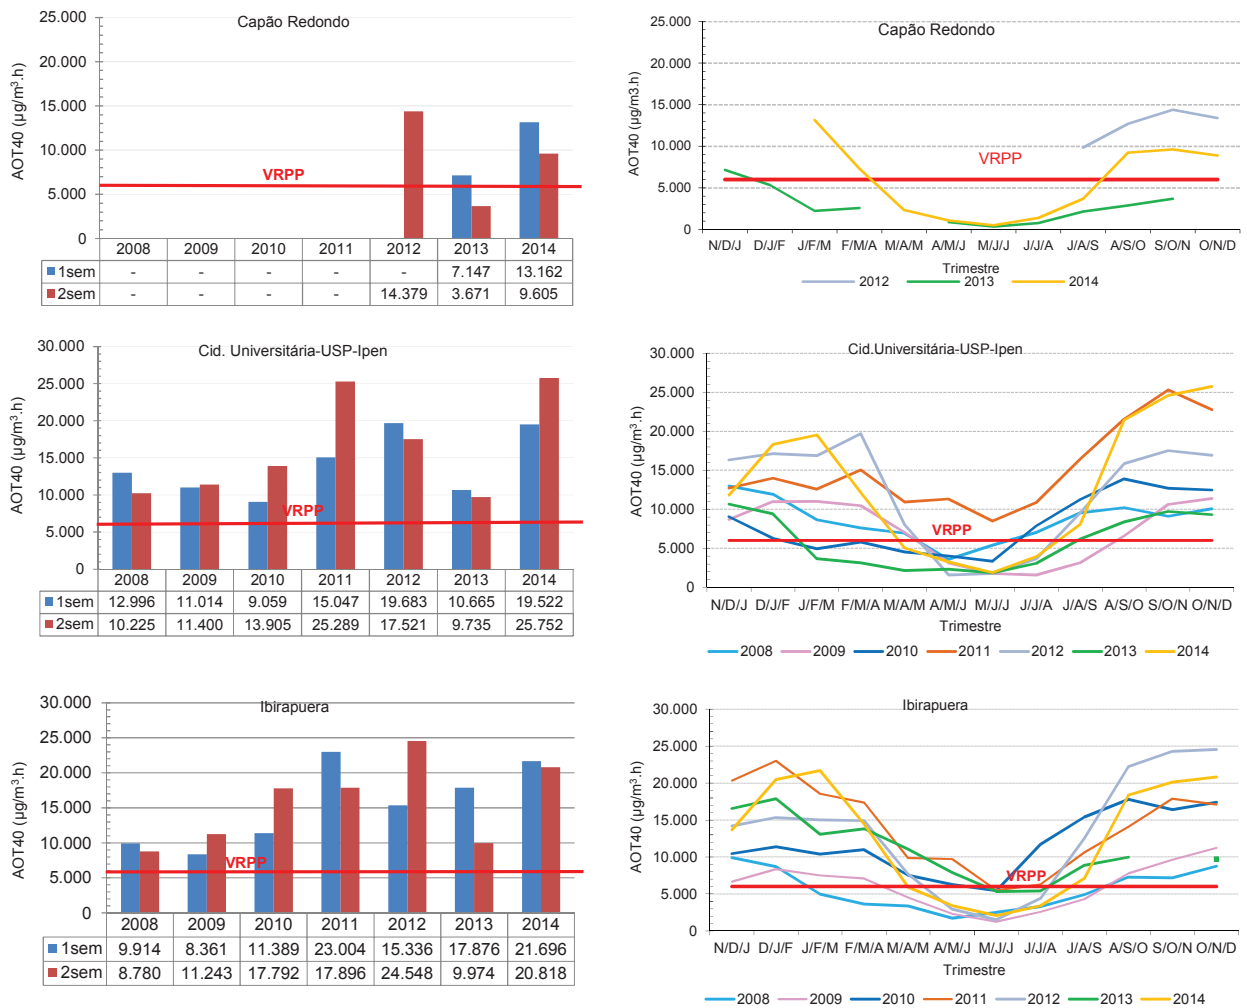 Capão Redondo
AOT40 (µg/m³.h)
25.000
20.000
15.000
10.000
5.000
0
VRPP
2008 2009 2010 2011 2012 2013 2014
1sem - - - - - 7.147 13.162
2sem - - - - 14.379 3.671 9.605
Capão Redondo
AOT40 (µg/m3.h)
25.000
20.000
15.000
10.000
5.000
0
VRPP
N/D/J D/J/F J/F/M F/M/A M/A/M A/M/J M/J/J J/J/A J/A/S A/S/O S/O/N O/N/D
Trimestre
2012 2013 2014
Cid. Universitária-USP-Ipen
AOT40 (µg/m³.h)
30.000
25.000
20.000
15.000
10.000
5.000
0
VRPP
2008 2009 2010 2011 2012 2013 2014
1sem 12.996 11.014 9.059 15.047 19.683 10.665 19.522
2sem 10.225 11.400 13.905 25.289 17.521 9.735 25.752
Cid.Universitária-USP-Ipen
AOT40 (µg/m³.h)
30.000
25.000
20.000
15.000
10.000
5.000
0
VRPP
N/D/J D/J/F J/F/M F/M/A M/A/M A/M/J M/J/J J/J/A J/A/S A/S/O S/O/N O/N/D
Trimestre
2008 2009 2010 2011 2012 2013 2014
Ibirapuera
AOT40 (µg/m³.h)
30.000
25.000
20.000
15.000
10.000
5.000
0
VRPP
2008 2009 2010 2011 2012 2013 2014
1sem 9.914 8.361 11.389 23.004 15.336 17.876 21.696
2sem 8.780 11.243 17.792 17.896 24.548 9.974 20.818
Ibirapuera
AOT40 (µg/m³.h)
30.000
25.000
20.000
15.000
10.000
5.000
0
VRPP
N/D/J D/J/F J/F/M F/M/A M/A/M A/M/J M/J/J J/J/A J/A/S A/S/O S/O/N O/N/D
Trimestre
2008 2009 2010 2011 2012 2013 2014